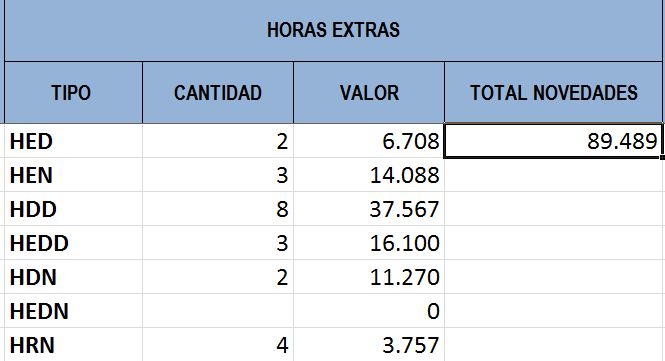 HORAS EXTRAS
TIPO CANTIDAD VALOR TOTAL NOVEDADES
HED 2 6.708 89.489
HEN 3 14.088
HDD 8 37.567
HEDD 3 16.100
HDN 2 11.270
HEDN 0
HRN 4 3.757